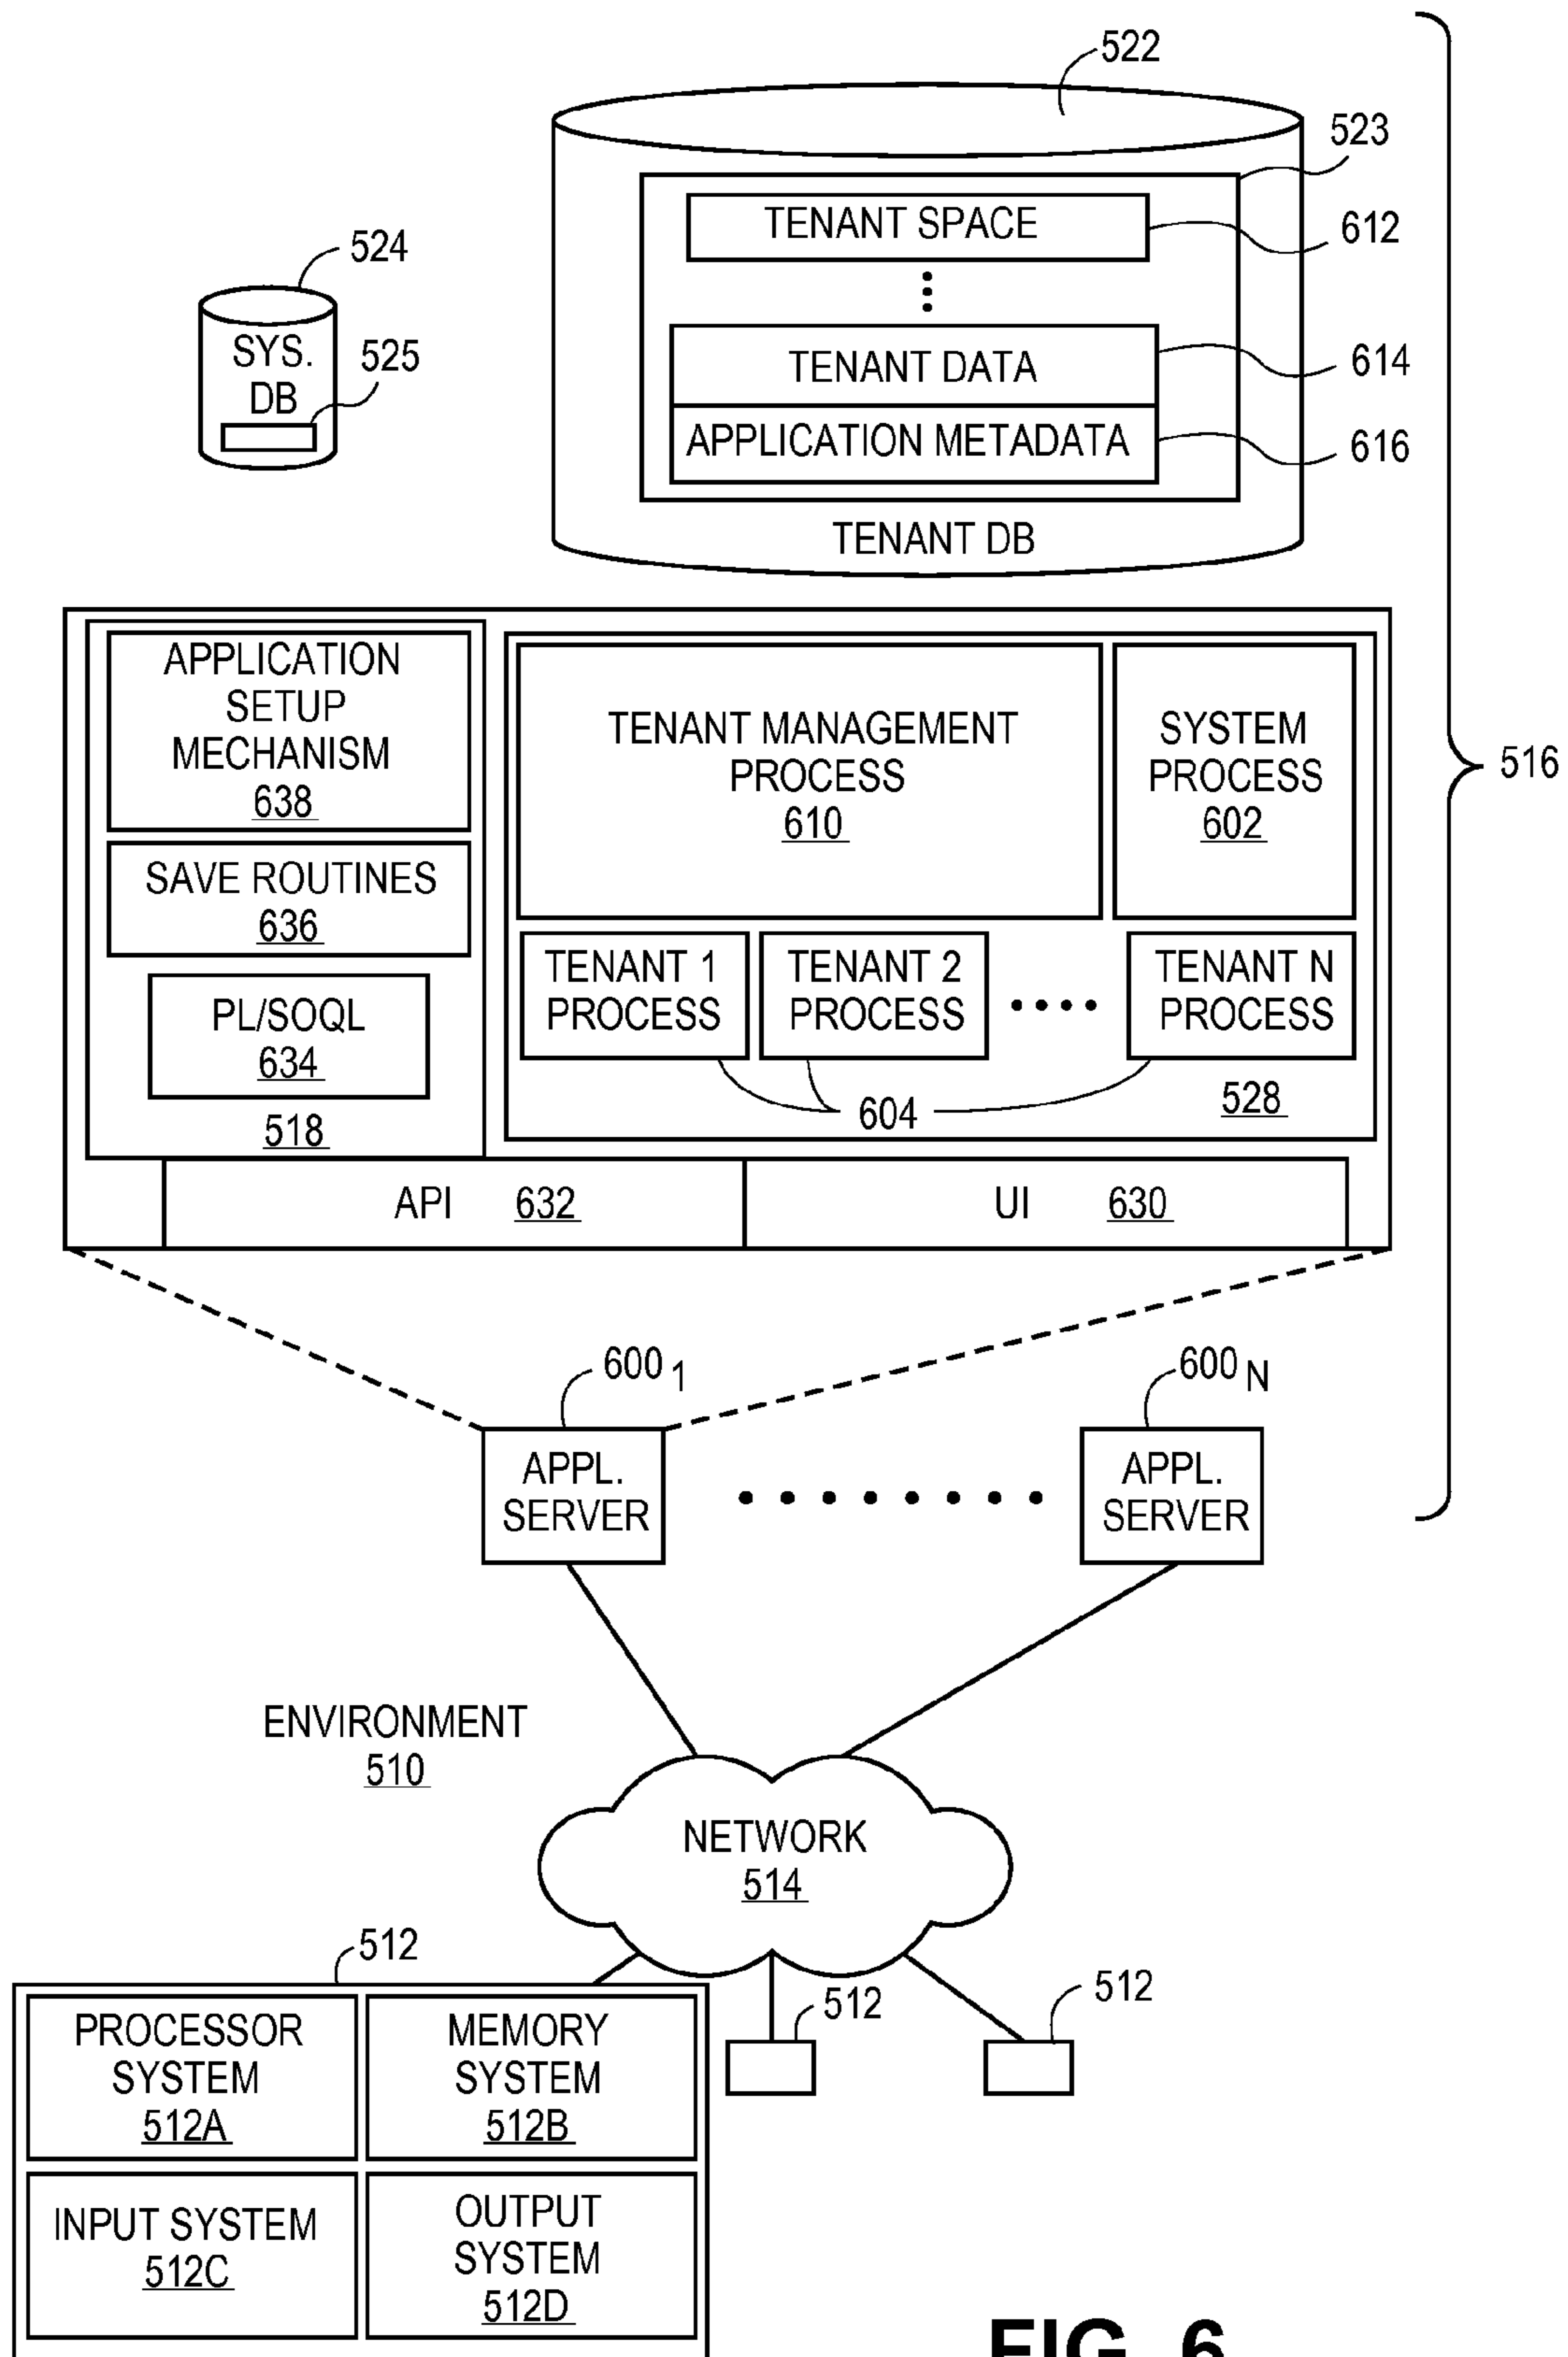 522
523
TENANT SPACE
612
524
SYS.
DB
525
TENANT DATA
614
APPLICATION METADATA
616
TENANT DB
APPLICATION
SETUP
MECHANISM
638
TENANT MANAGEMENT
PROCESS
610
SYSTEM
PROCESS
602
516
SAVE ROUTINES
636
TENANT 1
PROCESS
TENANT 2
PROCESS
TENANT N
PROCESS
PL/SOQL
634
604
528
518
API 632
UI 630
600 1
600 N
APPL.
SERVER
APPL.
SERVER
ENVIRONMENT
510
NETWORK
514
512
512
512
PROCESSOR
SYSTEM
512A
MEMORY
SYSTEM
512B
INPUT SYSTEM
512C
OUTPUT
SYSTEM
512D
FIG. 6